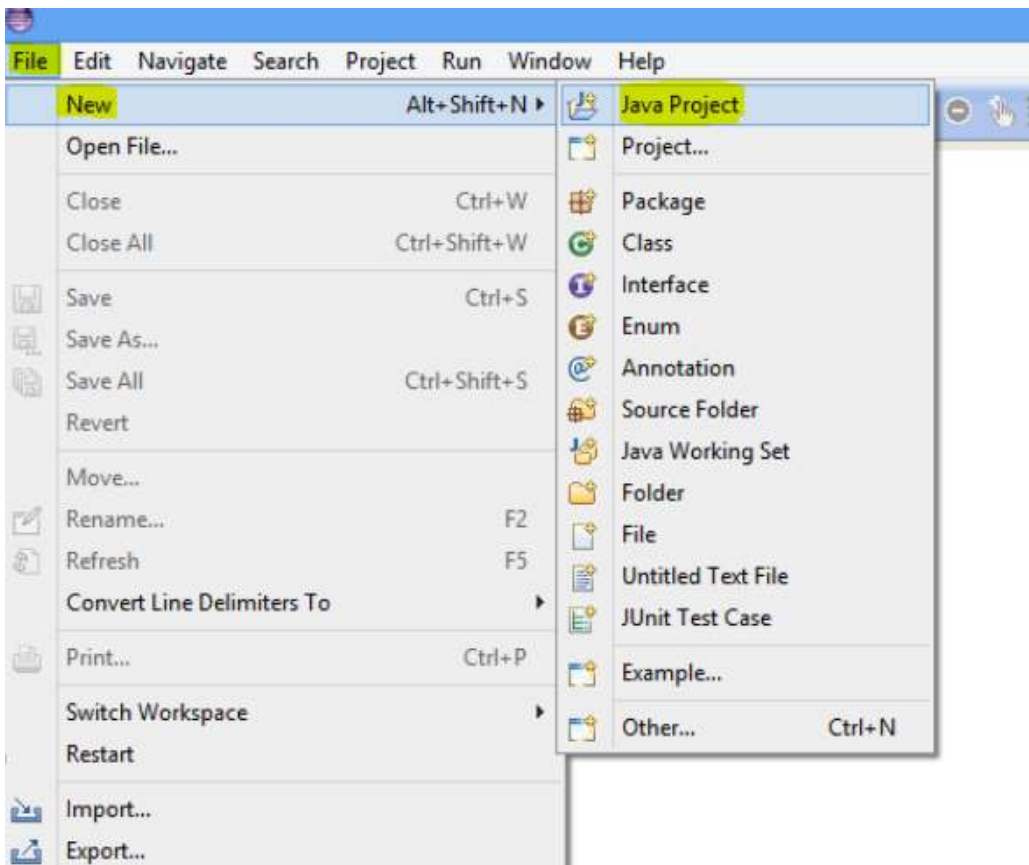 File Edit Navigate Search Project Run Window Help
New Alt+Shift+N
Open File...
Close Ctrl+W
Close All Ctrl+Shift+W
Save Ctrl+S
Save As...
Save All Ctrl+Shift+S
Revert
Move...
Rename... F2
Refresh F5
Convert Line Delimiters To
Print... Ctrl+P
Switch Workspace
Restart
Import...
Export...
Java Project
Project...
Package
Class
Interface
Enum
Annotation
Source Folder
Java Working Set
Folder
File
Untitled Text File
JUnit Test Case
Example...
Other... Ctrl+N